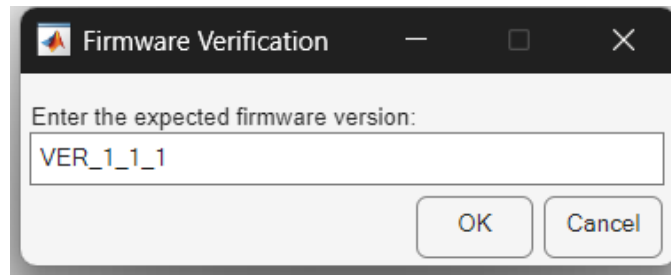 Firmware Verification
Enter the expected firmware version:
VER_1_1_1
OK Cancel